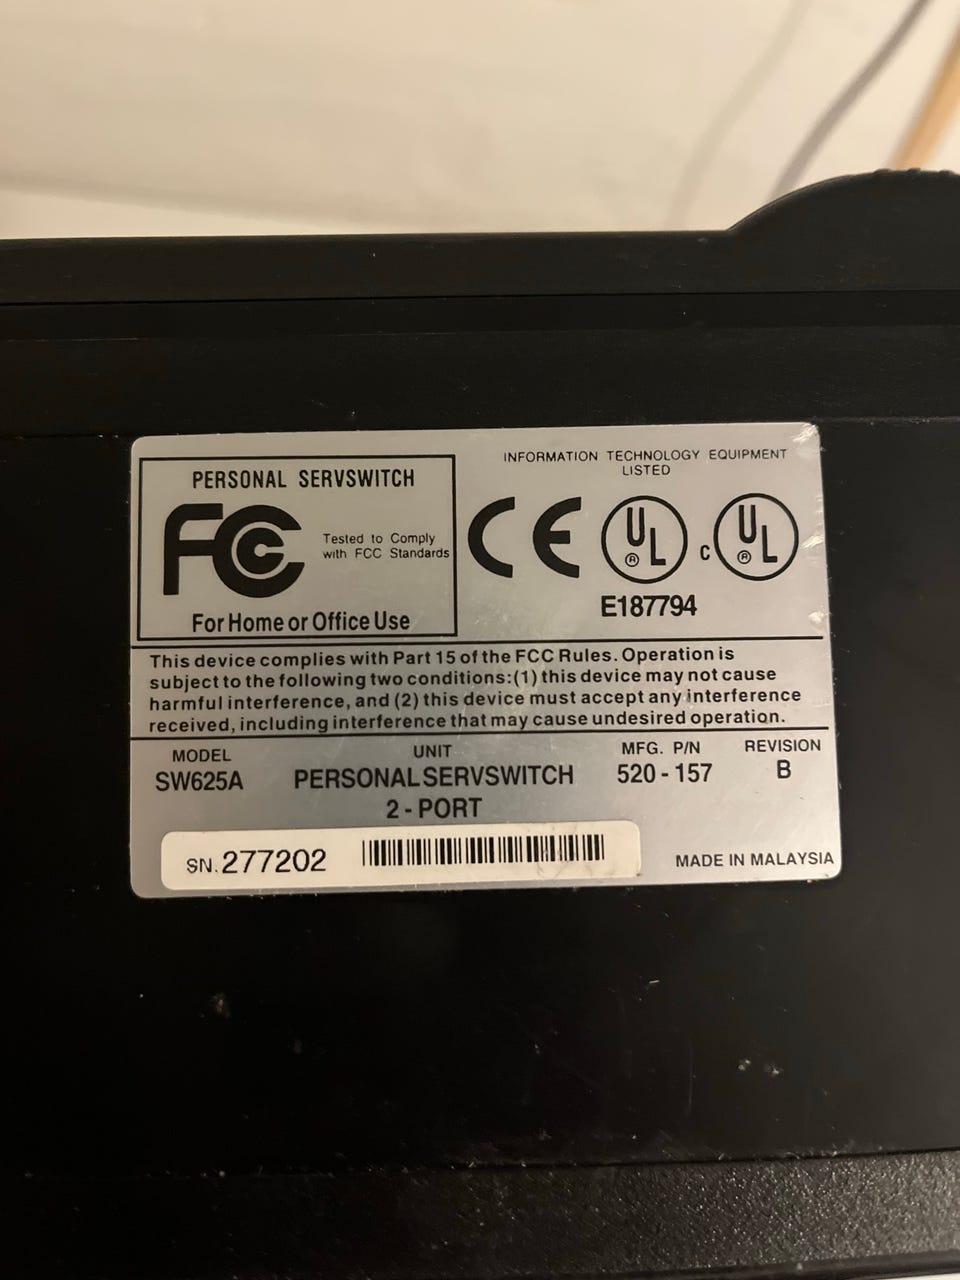 PERSONAL SERVSWITCH
FC
Tested to Comply
with FCC Standards
For Home or Office Use
INFORMATION TECHNOLOGY EQUIPMENT
LISTED
CE UL ® c UL ®
E187794
This device complies with Part 15 of the FCC Rules. Operation is
subject to the following two conditions:(1) this device may not cause
harmful interference, and (2) this device must accept any interference
received, including interference that may cause undesired operation.
MODEL UNIT MFG. P/N REVISION
SW625A PERSONAL SERVSWITCH 520-157 B
2-PORT
SN.277202
MADE IN MALAYSIA